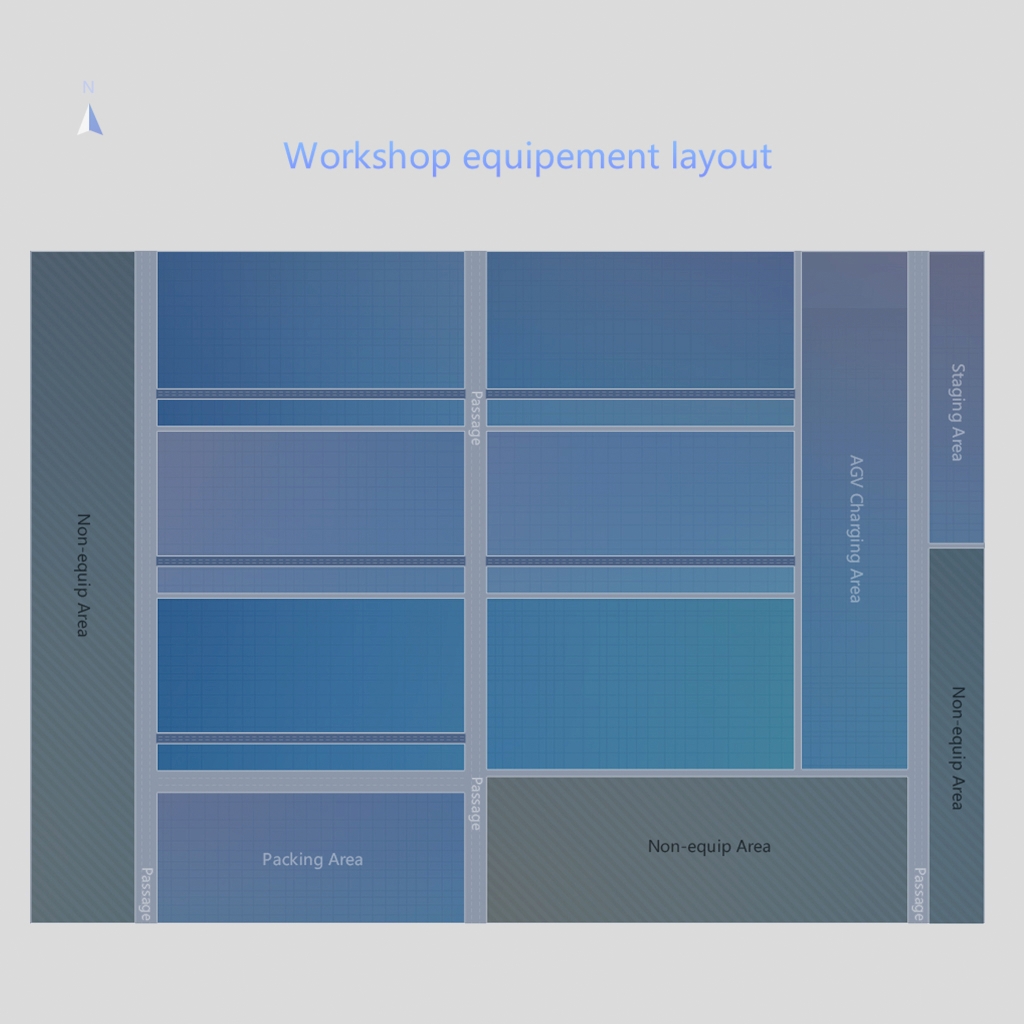 N
Workshop equipement layout
Passage
Staging Area
AGV Charging Area
Non-equip Area
Non-equip Area
Passage
Non-equip Area
Packing Area
Passage
Passage